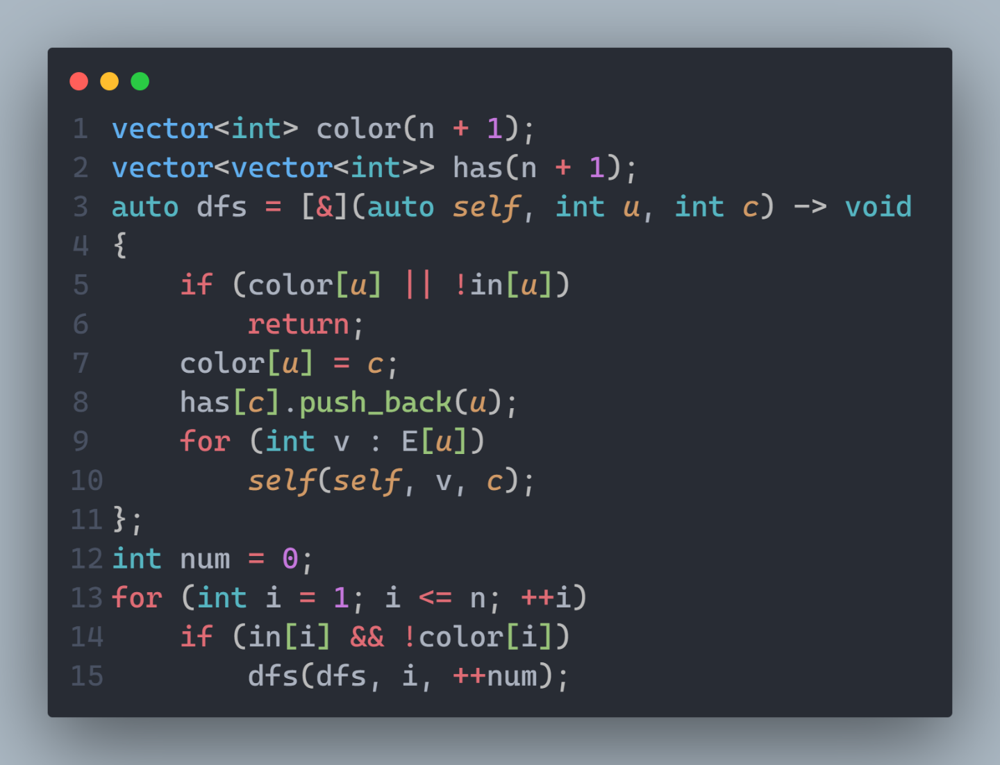 1 vector<int> color(n + 1);
2 vector<vector<int>> has(n + 1);
3 auto dfs = [&](auto self, int u, int c) -> void
4 {
5     if (color[u] || !in[u])
6         return;
7     color[u] = c;
8     has[c].push_back(u);
9     for (int v : E[u])
10         self(self, v, c);
11 };
12 int num = 0;
13 for (int i = 1; i <= n; ++i)
14     if (in[i] && !color[i])
15         dfs(dfs, i, ++num);